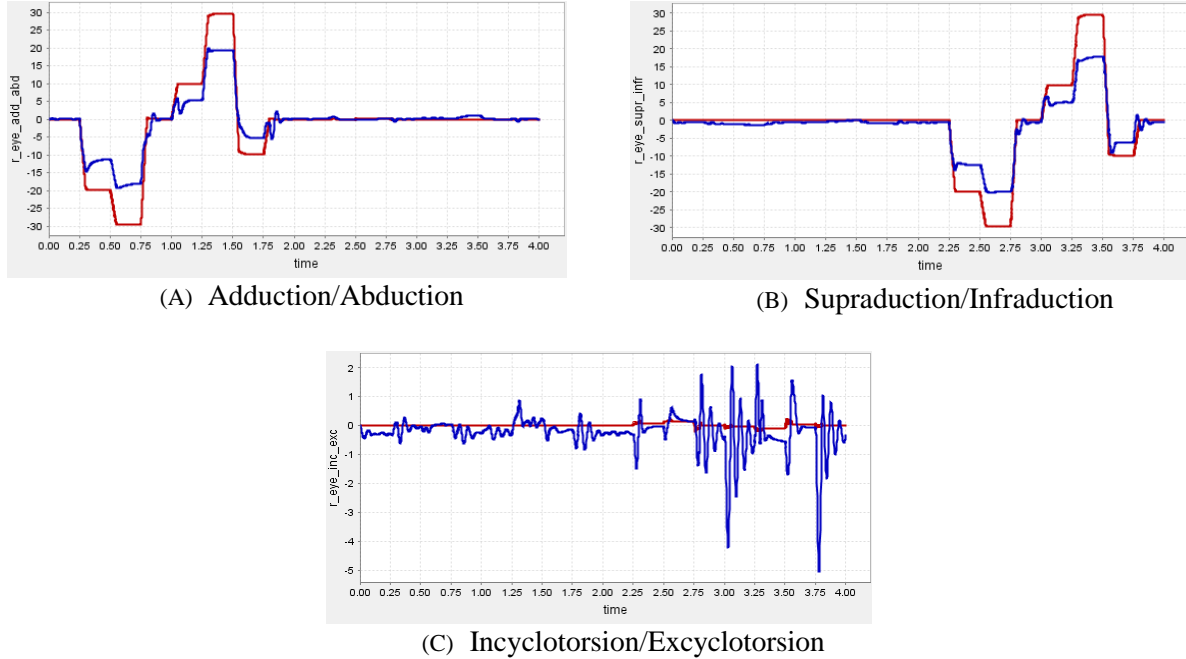 30
25
20
15
10
5
0
-5
-10
-15
-20
-25
-30
r_eye_add_abd
0.00 0.25 0.50 0.75 1.00 1.25 1.50 1.75 2.00 2.25 2.50 2.75 3.00 3.25 3.50 3.75 4.00
time
(A) Adduction/Abduction
30
25
20
15
10
5
0
-5
-10
-15
-20
-25
-30
r_eye_supr_infr
0.00 0.25 0.50 0.75 1.00 1.25 1.50 1.75 2.00 2.25 2.50 2.75 3.00 3.25 3.50 3.75 4.00
time
(B) Supraduction/Infraduction
2
1
0
-1
-2
-3
-4
-5
r_eye_inc_exc
0.00 0.25 0.50 0.75 1.00 1.25 1.50 1.75 2.00 2.25 2.50 2.75 3.00 3.25 3.50 3.75 4.00
time
(C) Incyclotorsion/Excyclotorsion